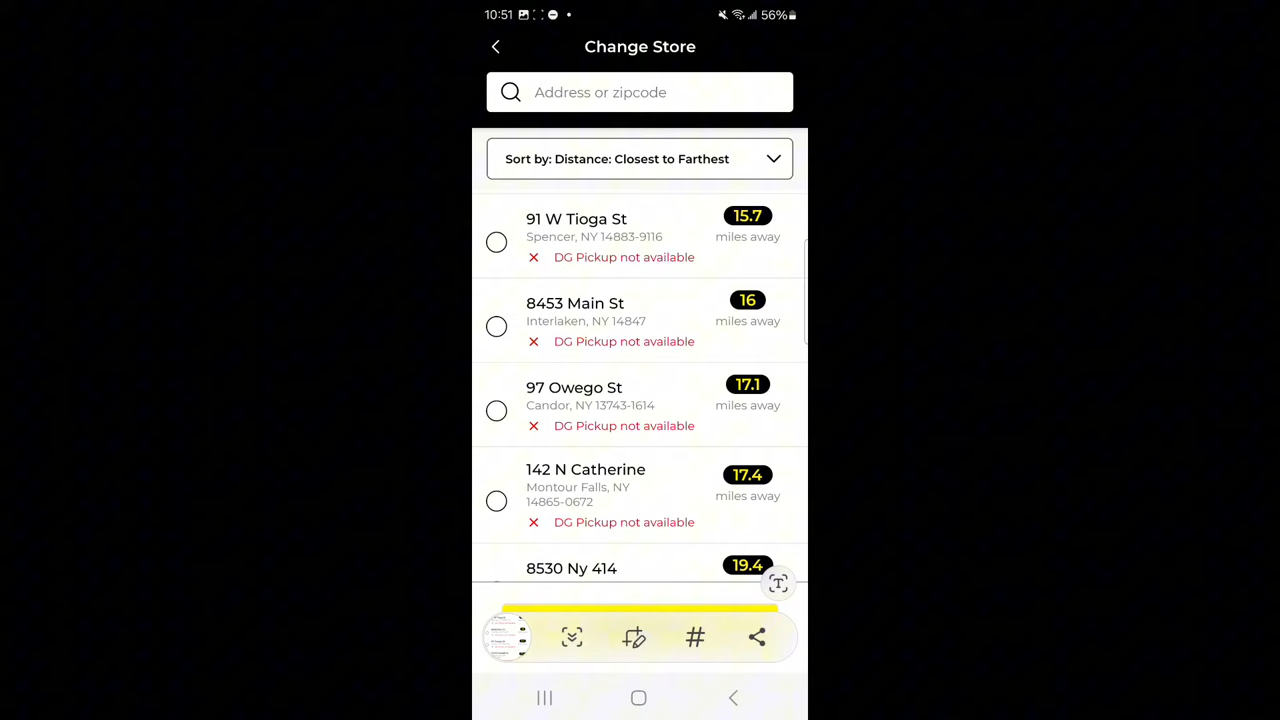 10:51
56%
Change Store
Address or zipcode
Sort by: Distance: Closest to Farthest
91 W Tioga St
15.7
Spencer, NY 14883-9116
miles away
DG Pickup not available
8453 Main St
16
Interlaken, NY 14847
miles away
DG Pickup not available
97 Owego St
17.1
Candor, NY 13743-1614
miles away
DG Pickup not available
142 N Catherine
17.4
Montour Falls, NY
14865-0672
miles away
DG Pickup not available
8530 Ny 414
19.4